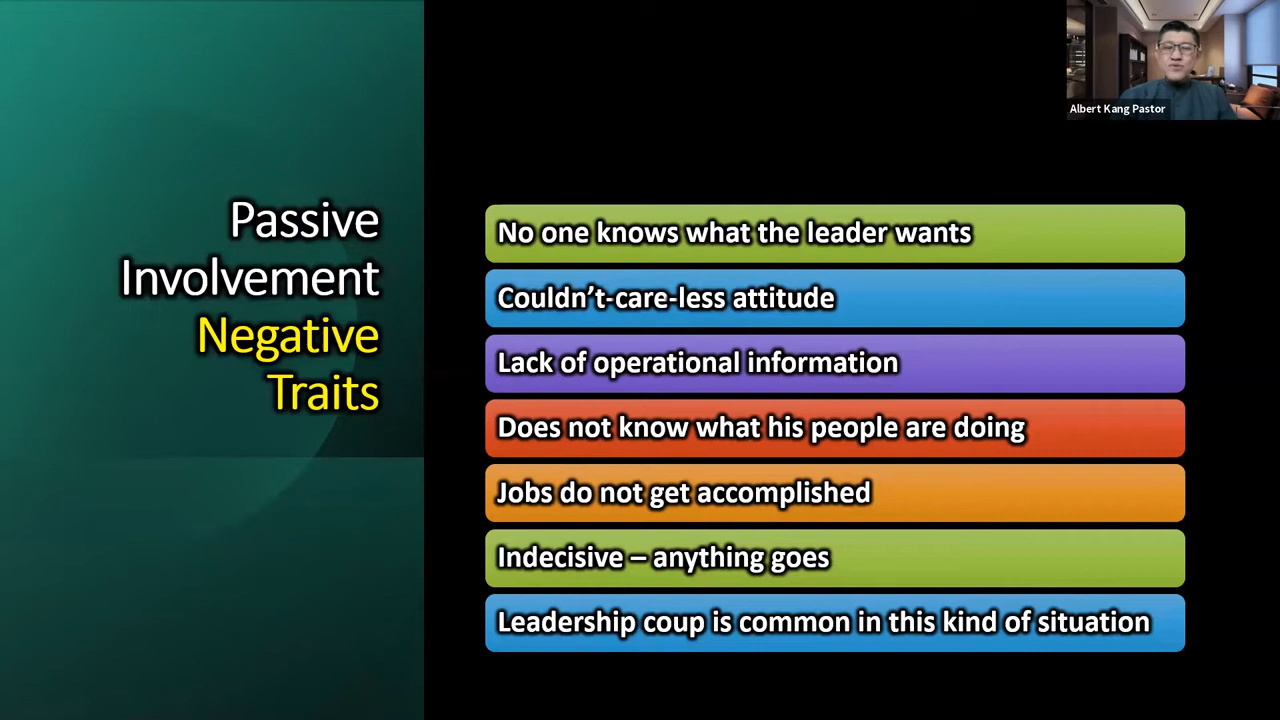 Albert Kang Pastor
Passive
Involvement
Negative
Traits
No one knows what the leader wants
Couldn’t-care-less attitude
Lack of operational information
Does not know what his people are doing
Jobs do not get accomplished
Indecisive – anything goes
Leadership coup is common in this kind of situation